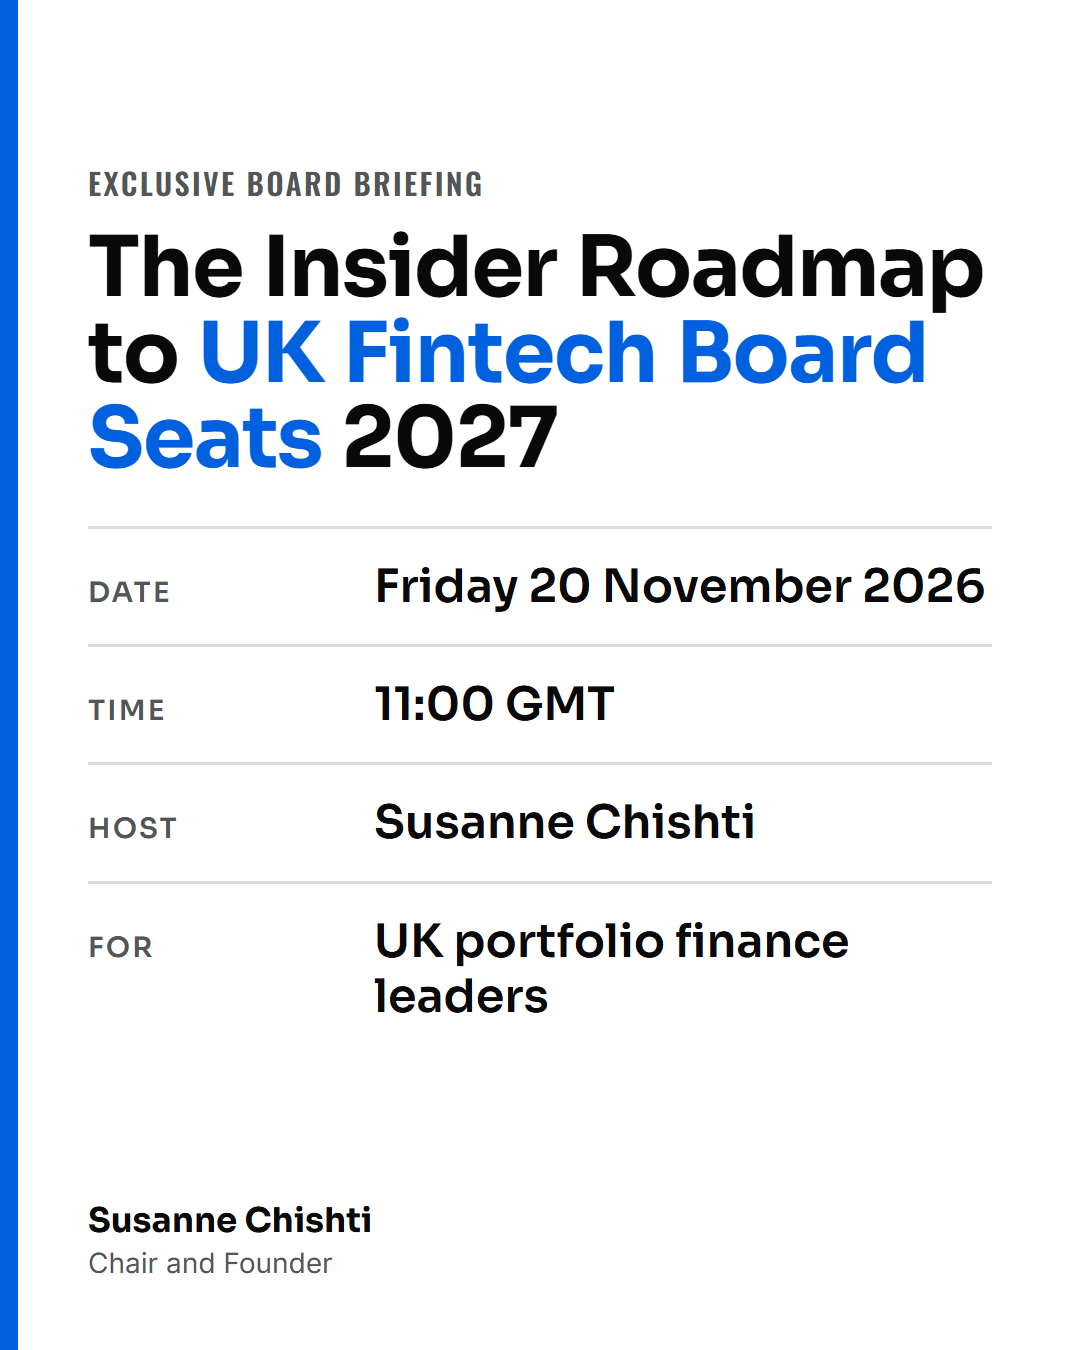 EXCLUSIVE BOARD BRIEFING
The Insider Roadmap
to UK Fintech Board
Seats 2027
DATE
Friday 20 November 2026
TIME
11:00 GMT
HOST
Susanne Chishti
FOR
UK portfolio finance
leaders
Susanne Chishti
Chair and Founder